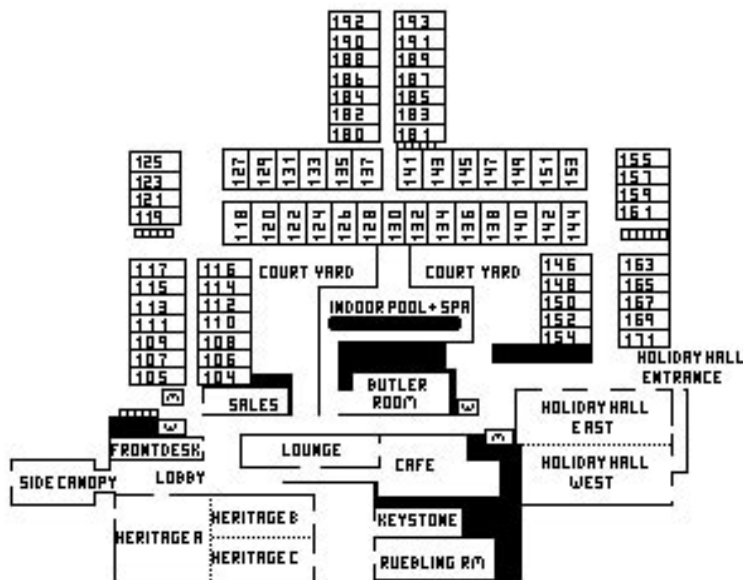 192 193
190 191
188 189
186 187
184 185
182 183
180 181
125
123
121
119
127 129 131 133 135 137
141 143 145 147 149 151 153
155
157
159
161
118 120 122 124 126 128 130 132 134 136 138 140 142 144
117 116
115 114
113 112
111 110
109 108
107 106
105 104
COURT YARD
COURT YARD
146
148
150
152
154
163
165
167
169
171
INDOOR POOL + SPA
HOLIDAY HALL
ENTRANCE
M
SALES
BUTLER
ROOM
W
HOLIDAY HALL
EAST
W
M
FRONTDESK
LOUNGE
CAFE
HOLIDAY HALL
WEST
SIDE CANOPY
LOBBY
HERITAGE A
HERITAGE B
HERITAGE C
KEYSTONE
RUEBLING RM